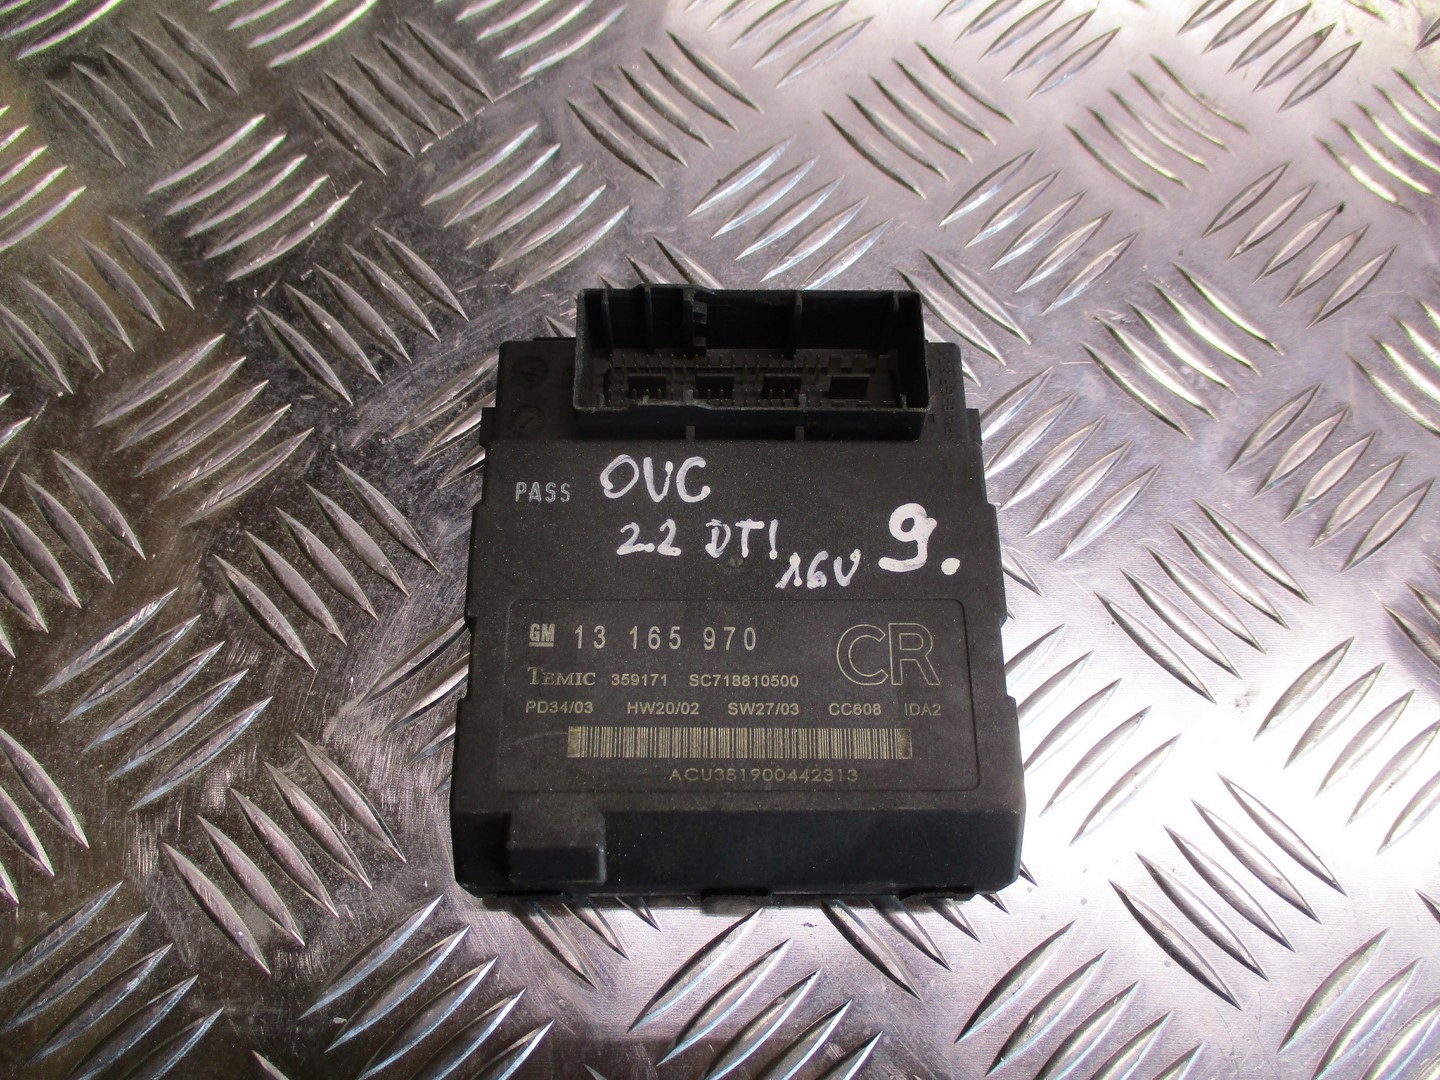 PASS OVC
2.2 DTI 16V 9.
GM 13 165 970 CR
TEMIC 359171 SC718810500
PD34/03 HW20/02 SW27/03 CC608 IDA2
ACU381900442313